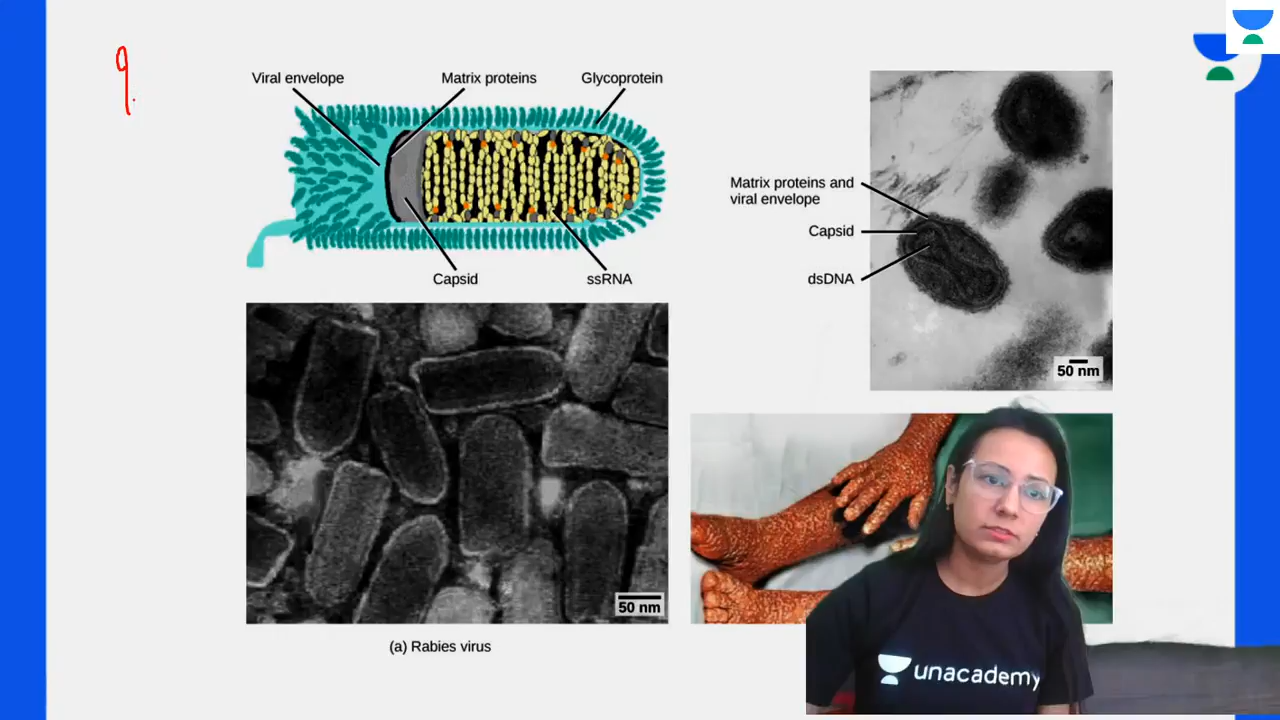 9.
Viral envelope
Matrix proteins
Glycoprotein
Capsid
ssRNA
50 nm
(a) Rabies virus
Matrix proteins and
viral envelope
Capsid
dsDNA
50 nm
unacademy